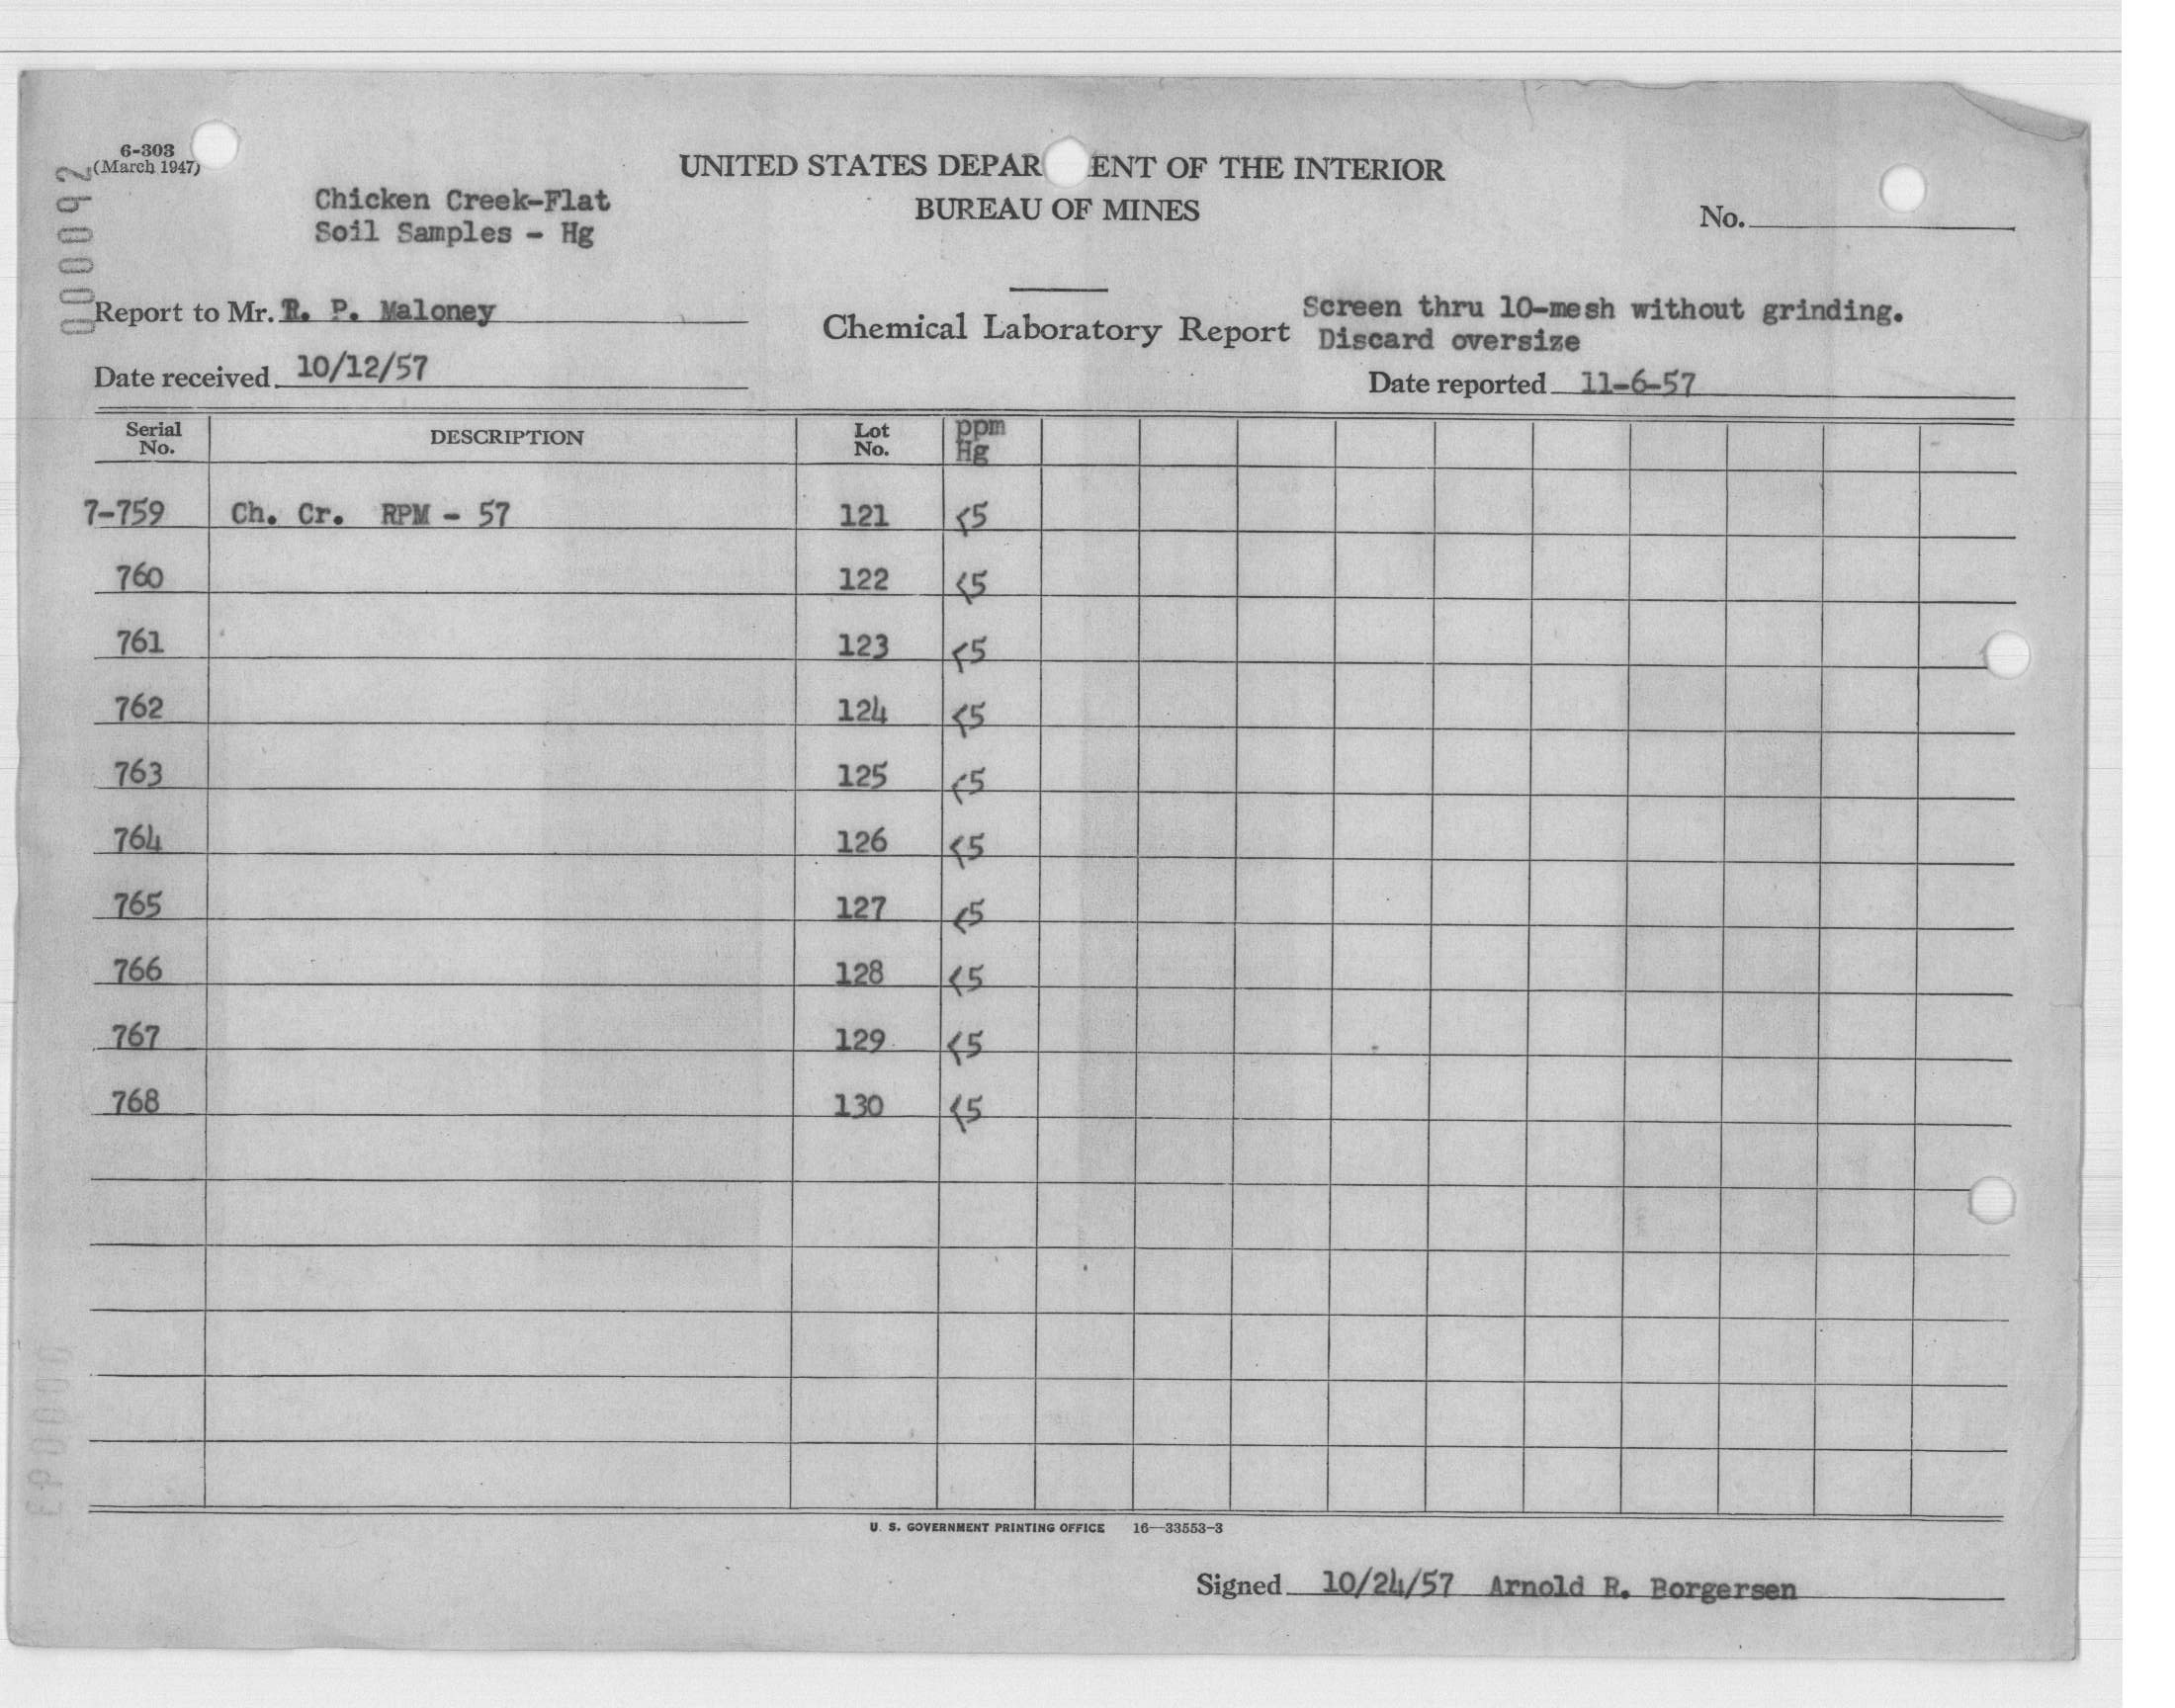 6-303
(March 1947)
000092
UNITED STATES DEPAR ENT OF THE INTERIOR
Chicken Creek-Flat
BUREAU OF MINES
Soil Samples - Hg
No.
Report to Mr. R. P. Maloney
Chemical Laboratory Report
Screen thru 10-mesh without grinding.
Discard oversize
Date received 10/12/57
Date reported 11-6-57
Serial No. DESCRIPTION Lot No. ppm Hg
7-759 Ch. Cr. RPM - 57 121 <5
760 122 <5
761 123 <5
762 124 <5
763 125 <5
764 126 <5
765 127 <5
766 128 <5
767 129 <5
768 130 <5
000093
U. S. GOVERNMENT PRINTING OFFICE 16—33553-3
Signed 10/24/57 Arnold R. Borgersen